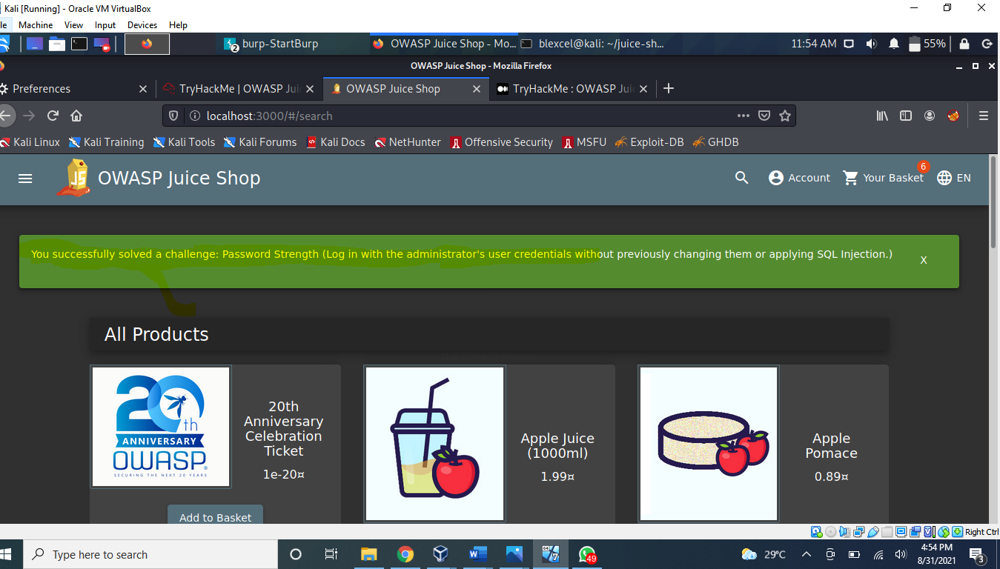 Kali [Running] - Oracle VM VirtualBox
le Machine View Input Devices Help
2 burp-StartBurp OWASP Juice Shop - Mo... blexcel@kali: ~/juice-sh... 11:54 AM 55%
OWASP Juice Shop - Mozilla Firefox
Preferences TryHackMe | OWASP Jui OWASP Juice Shop TryHackMe : OWASP Juic
localhost:3000/#/search
Kali Linux Kali Training Kali Tools Kali Forums Kali Docs NetHunter Offensive Security MSFU Exploit-DB GHDB
JS OWASP Juice Shop Account Your Basket 6 EN
You successfully solved a challenge: Password Strength (Log in with the administrator's user credentials without previously changing them or applying SQL Injection.) X
All Products
20th
ANNIVERSARY
OWASP
SECURING THE NEXT 20 YEARS
20th
Anniversary
Celebration
Ticket
1e-20¤
Add to Basket
Apple Juice
(1000ml)
1.99¤
Apple
Pomace
0.89¤
Right Ctrl
Type here to search 49 29°C 4:54 PM
8/31/2021 3